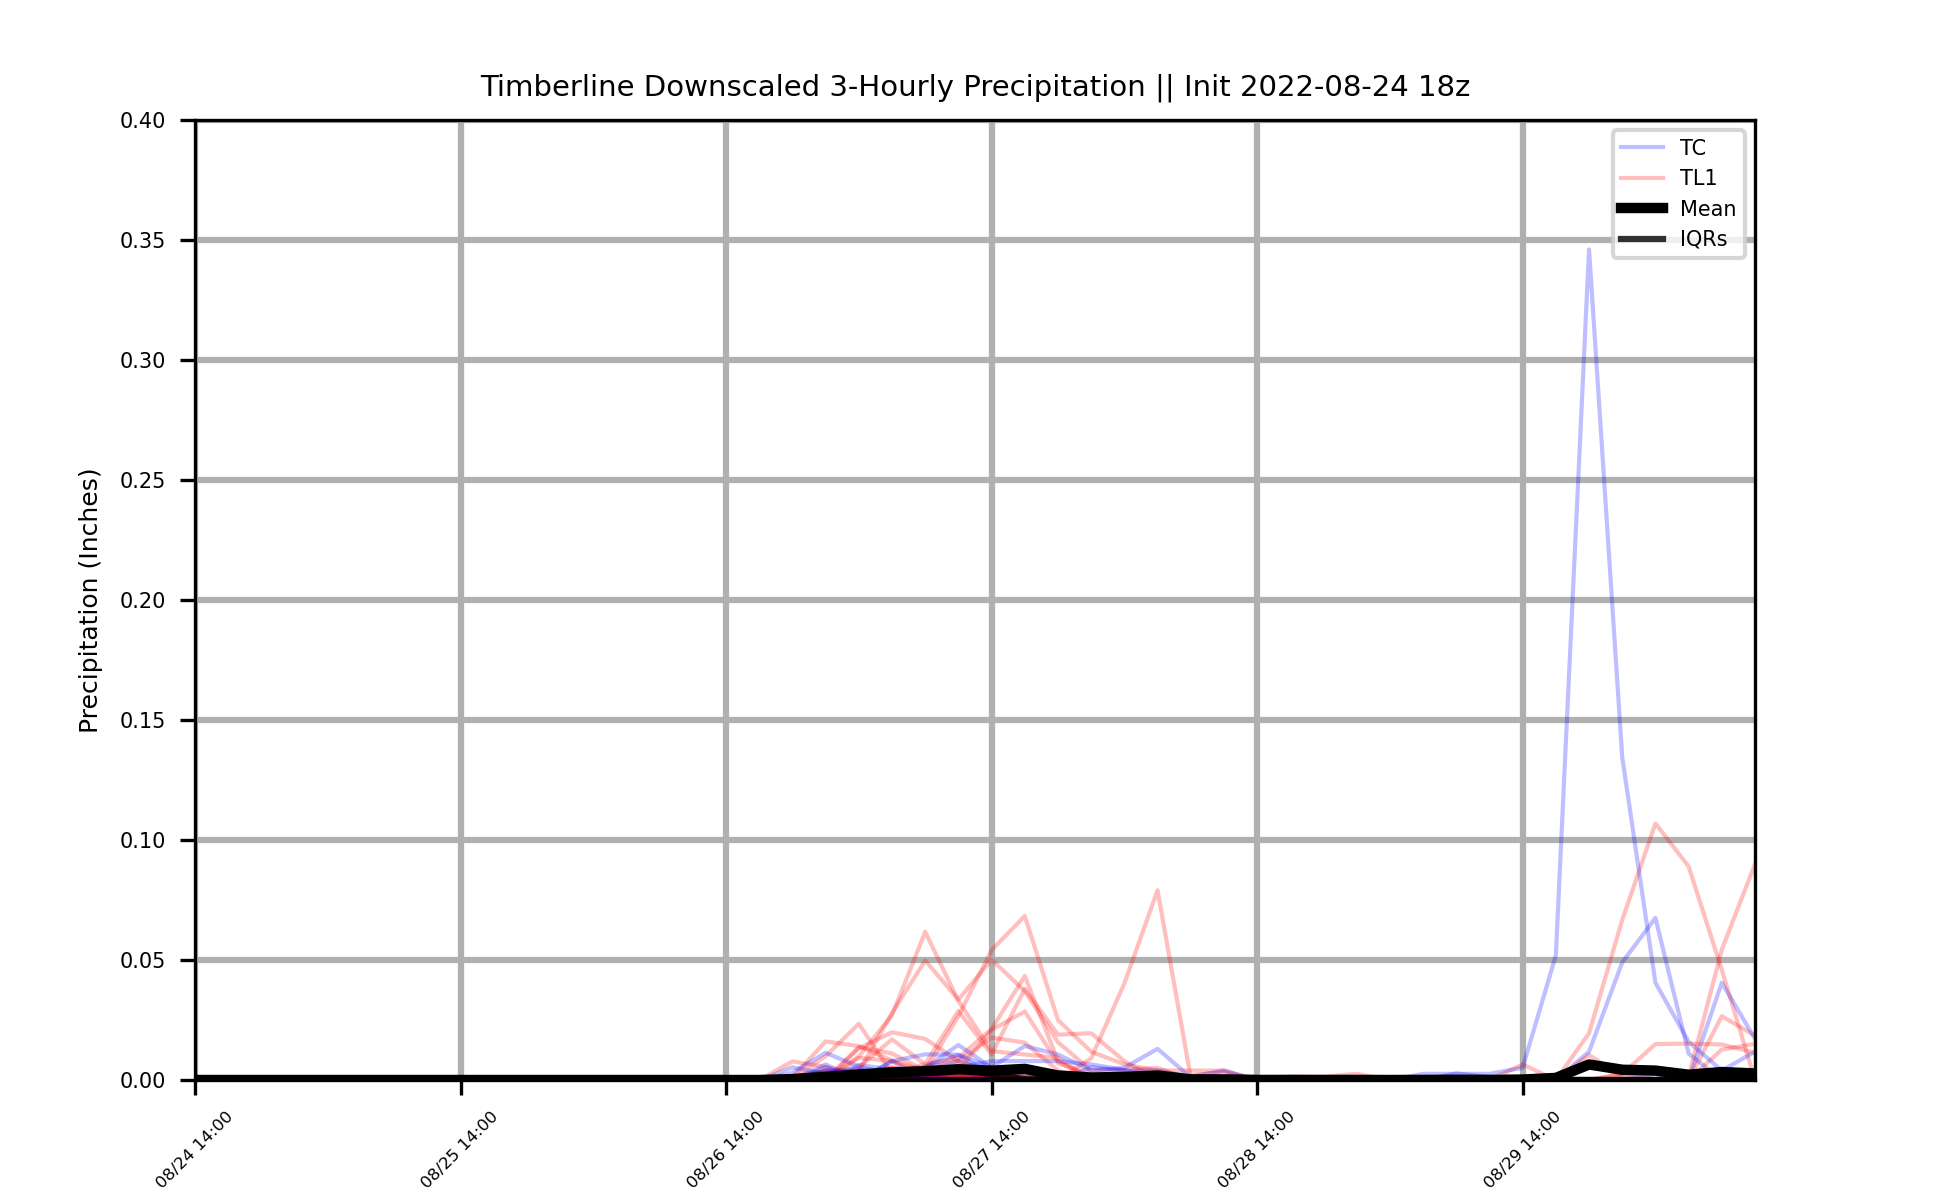 Timberline Downscaled 3-Hourly Precipitation || Init 2022-08-24 18z
TC
TL1
Mean
IQRs
Precipitation (Inches)
0.40
0.35
0.30
0.25
0.20
0.15
0.10
0.05
0.00
08/24 14:00
08/25 14:00
08/26 14:00
08/27 14:00
08/28 14:00
08/29 14:00